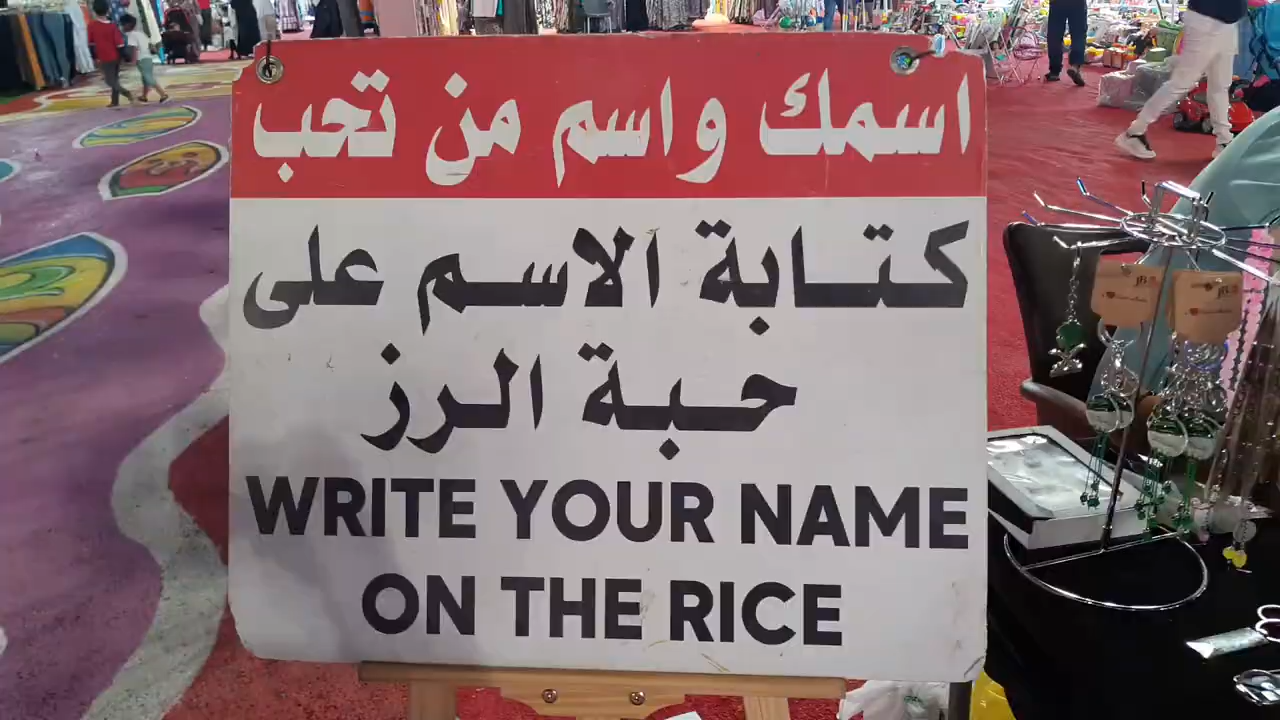 اسمك واسم من تحب
كتابة الاسم على
حبة الرز
WRITE YOUR NAME
ON THE RICE